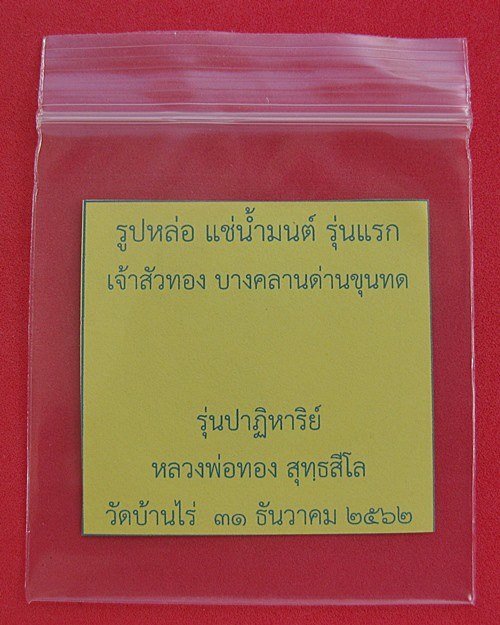 รูปหล่อ แช่น้ำมนต์ รุ่นแรก
เจ้าสัวทอง บางคลานด่านขุนทด
รุ่นปาฏิหาริย์
หลวงพ่อทอง สุทฺธสีโล
วัดบ้านไร่ ๓๑ ธันวาคม ๒๕๖๒